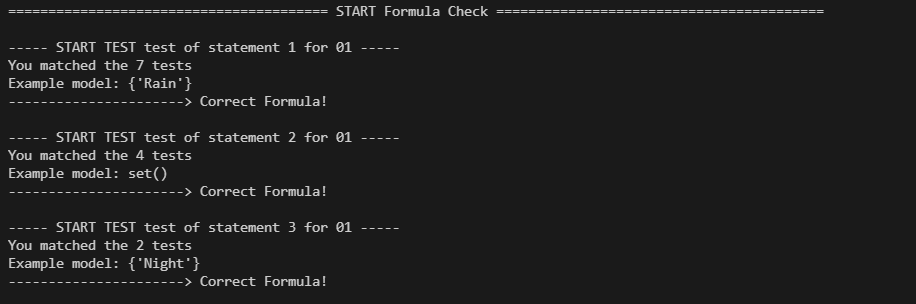 ======================================== START Formula Check ========================================
----- START TEST test of statement 1 for 01 -----
You matched the 7 tests
Example model: {'Rain'}
----------------------> Correct Formula!
----- START TEST test of statement 2 for 01 -----
You matched the 4 tests
Example model: set()
----------------------> Correct Formula!
----- START TEST test of statement 3 for 01 -----
You matched the 2 tests
Example model: {'Night'}
----------------------> Correct Formula!